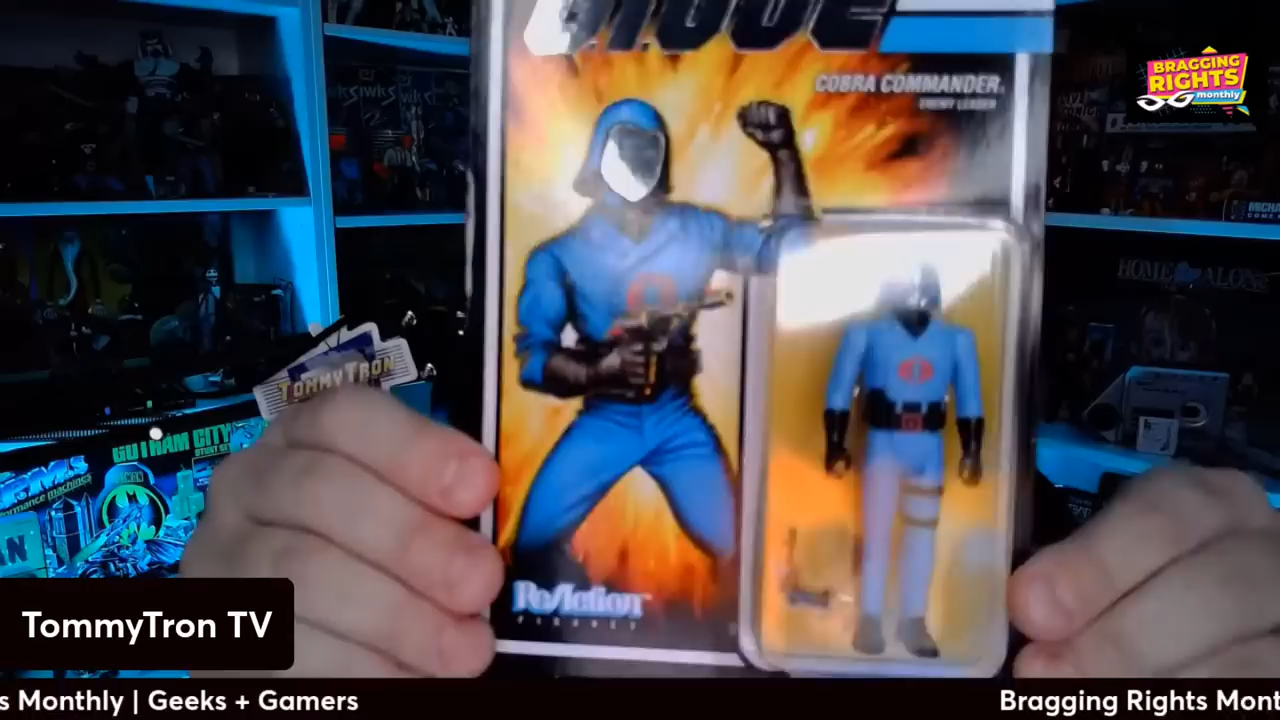 GIJOE
COBRA COMMANDER
ENEMY LEADER
BRAGGING
RIGHTS
monthly
HOME ALONE
TOMMYTRON
GOTHAM CITY
ReAction
FIGURES
TommyTron TV
s Monthly | Geeks + Gamers
Bragging Rights Mont